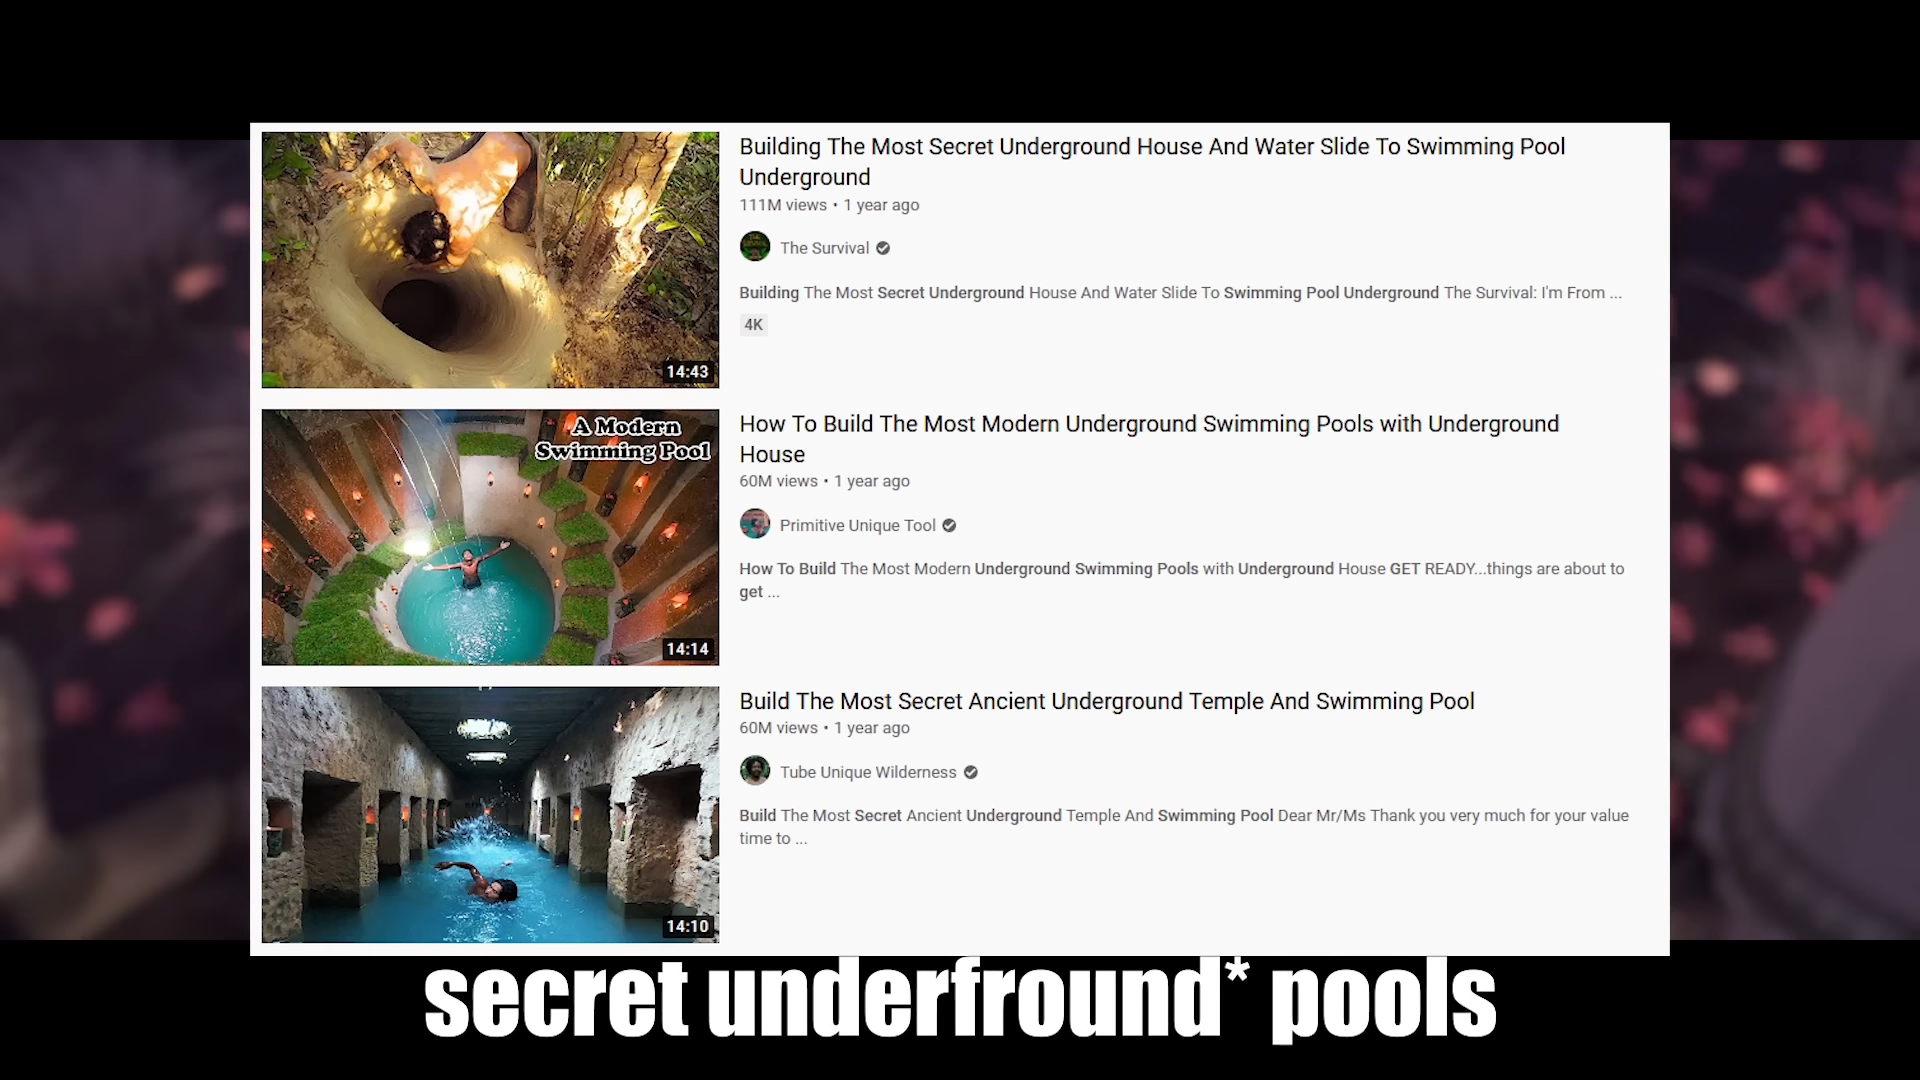 Building The Most Secret Underground House And Water Slide To Swimming Pool
Underground
111M views • 1 year ago
The Survival
Building The Most Secret Underground House And Water Slide To Swimming Pool Underground The Survival: I'm From ...
4K
14:43
A Modern
Swimming Pool
How To Build The Most Modern Underground Swimming Pools with Underground
House
60M views • 1 year ago
Primitive Unique Tool
How To Build The Most Modern Underground Swimming Pools with Underground House GET READY...things are about to
get ...
14:14
Build The Most Secret Ancient Underground Temple And Swimming Pool
60M views • 1 year ago
Tube Unique Wilderness
Build The Most Secret Ancient Underground Temple And Swimming Pool Dear Mr/Ms Thank you very much for your value
time to ...
14:10
secret underfround* pools